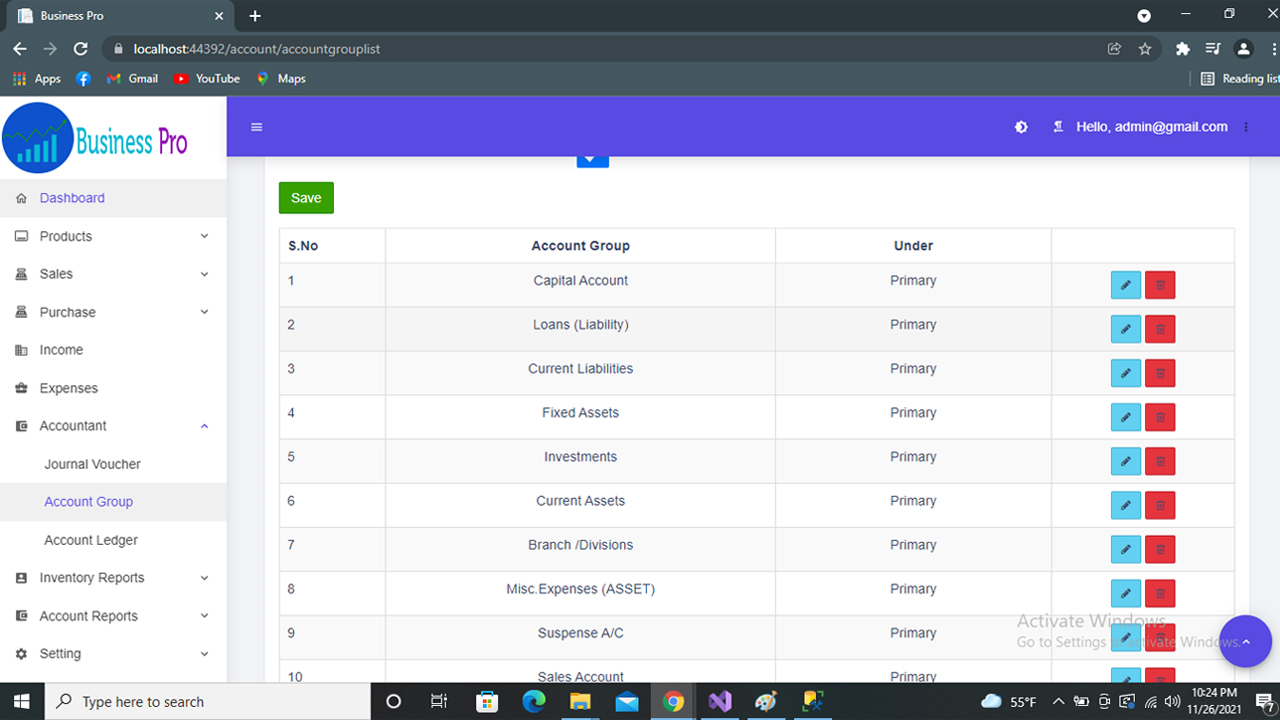 Business Pro
localhost:44392/account/accountgrouplist
Apps Gmail YouTube Maps Reading list
Business Pro
Hello, admin@gmail.com
Dashboard
Products
Sales
Purchase
Income
Expenses
Accountant
Journal Voucher
Account Group
Account Ledger
Inventory Reports
Account Reports
Setting
Save
S.No Account Group Under
1 Capital Account Primary
2 Loans (Liability) Primary
3 Current Liabilities Primary
4 Fixed Assets Primary
5 Investments Primary
6 Current Assets Primary
7 Branch /Divisions Primary
8 Misc.Expenses (ASSET) Primary
9 Suspense A/C Primary
10 Sales Account Primary
Activate Windows
Go to Settings to activate Windows.
Type here to search
55°F
10:24 PM
11/26/2021
7